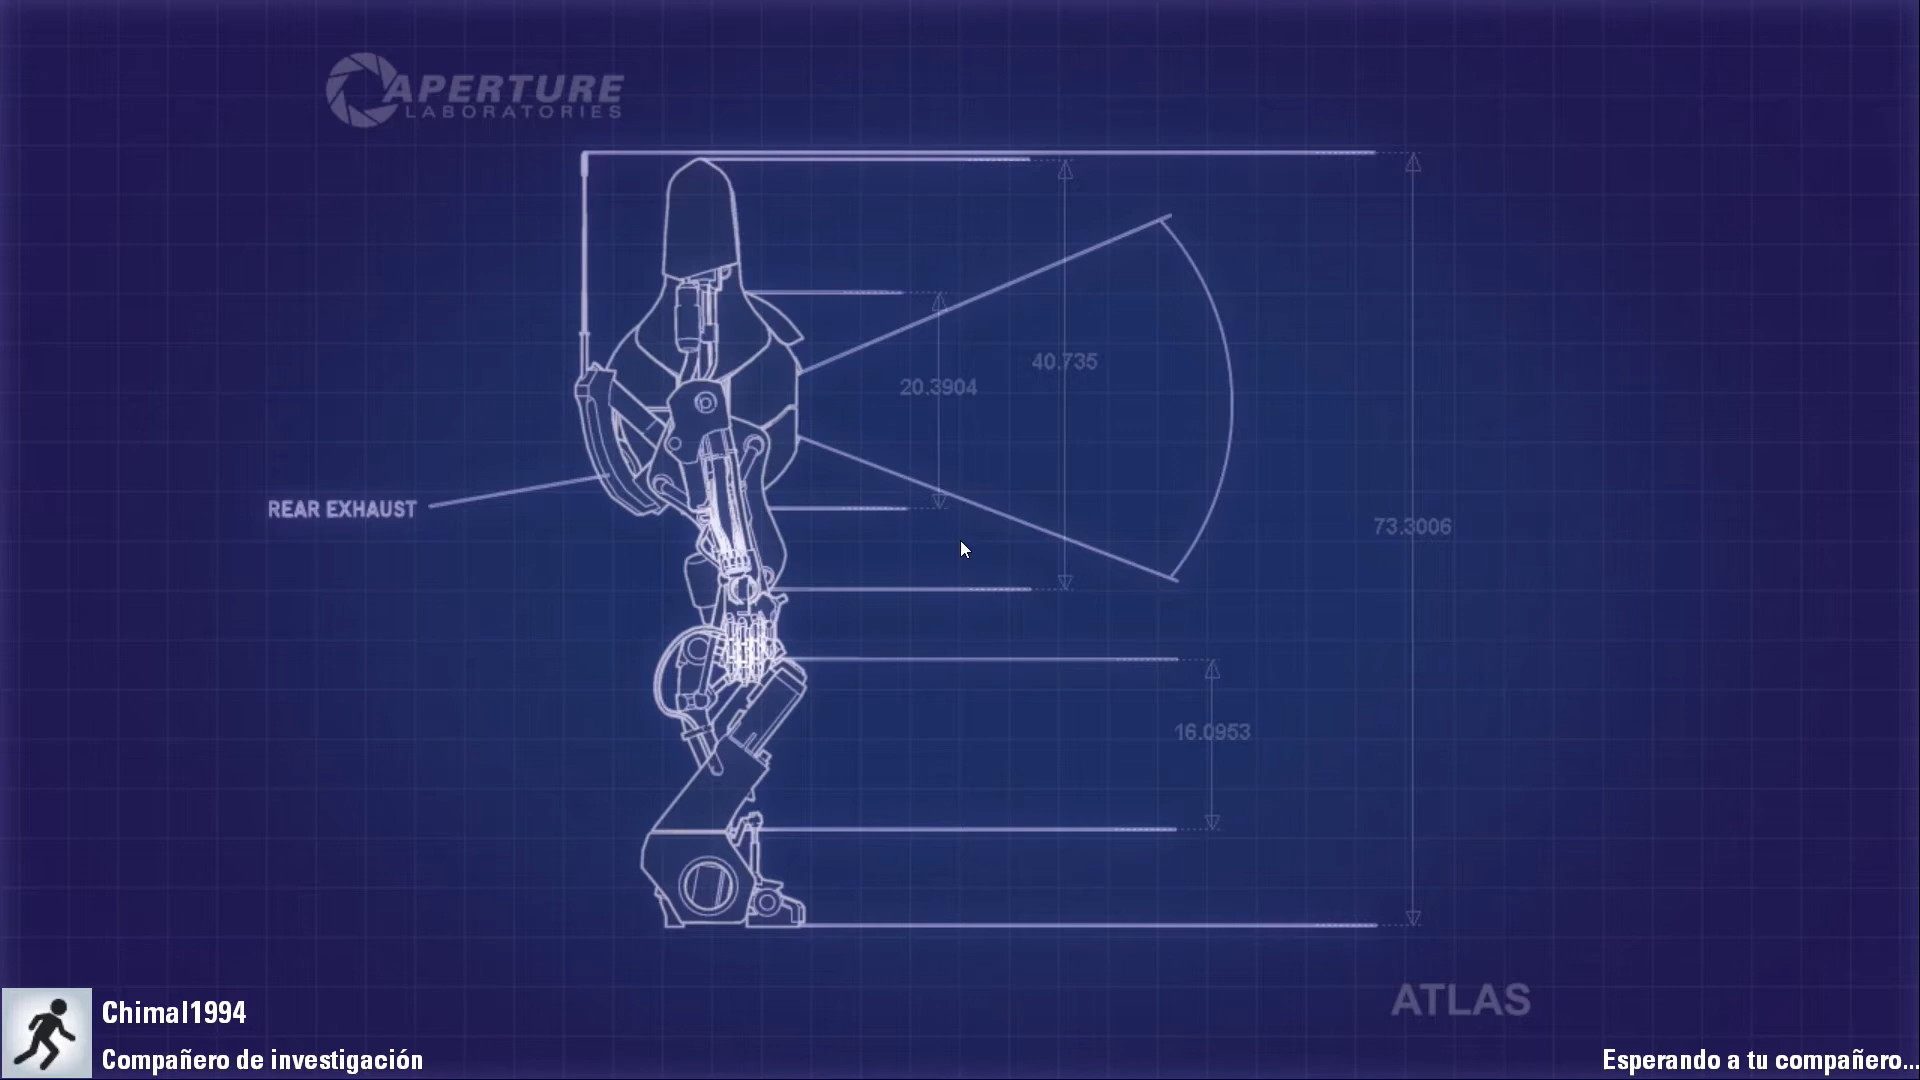 APERTURE
LABORATORIES
40.735
20.3904
REAR EXHAUST
73.3006
16.0953
ATLAS
Chimal1994
Compañero de investigación
Esperando a tu compañero...